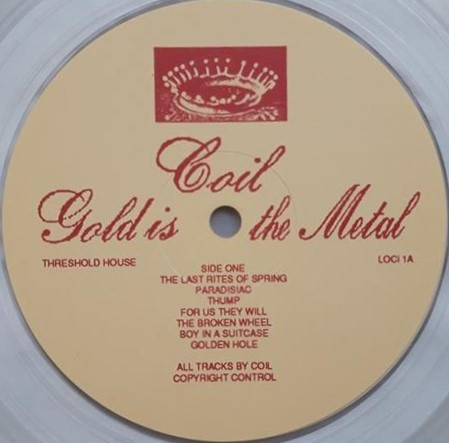 Coil
Gold is the Metal
THRESHOLD HOUSE
LOCI 1A
SIDE ONE
THE LAST RITES OF SPRING
PARADISIAC
THUMP
FOR US THEY WILL
THE BROKEN WHEEL
BOY IN A SUITCASE
GOLDEN HOLE
ALL TRACKS BY COIL
COPYRIGHT CONTROL